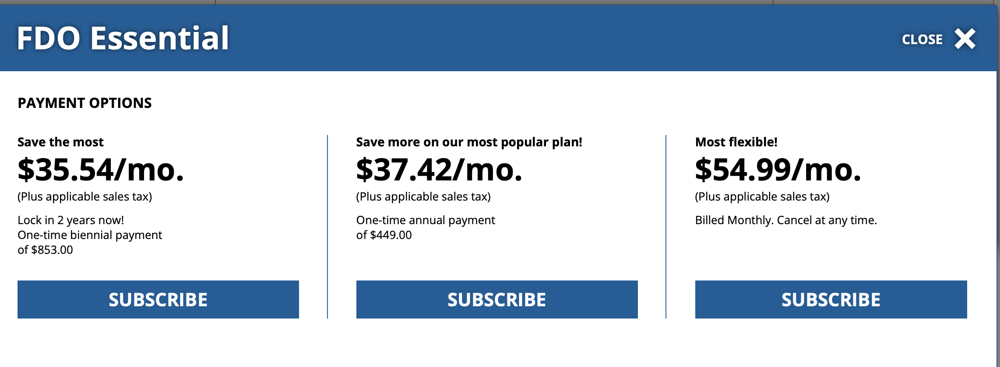 FDO Essential
CLOSE
PAYMENT OPTIONS
Save the most
$35.54/mo.
(Plus applicable sales tax)
Lock in 2 years now!
One-time biennial payment
of $853.00
SUBSCRIBE
Save more on our most popular plan!
$37.42/mo.
(Plus applicable sales tax)
One-time annual payment
of $449.00
SUBSCRIBE
Most flexible!
$54.99/mo.
(Plus applicable sales tax)
Billed Monthly. Cancel at any time.
SUBSCRIBE